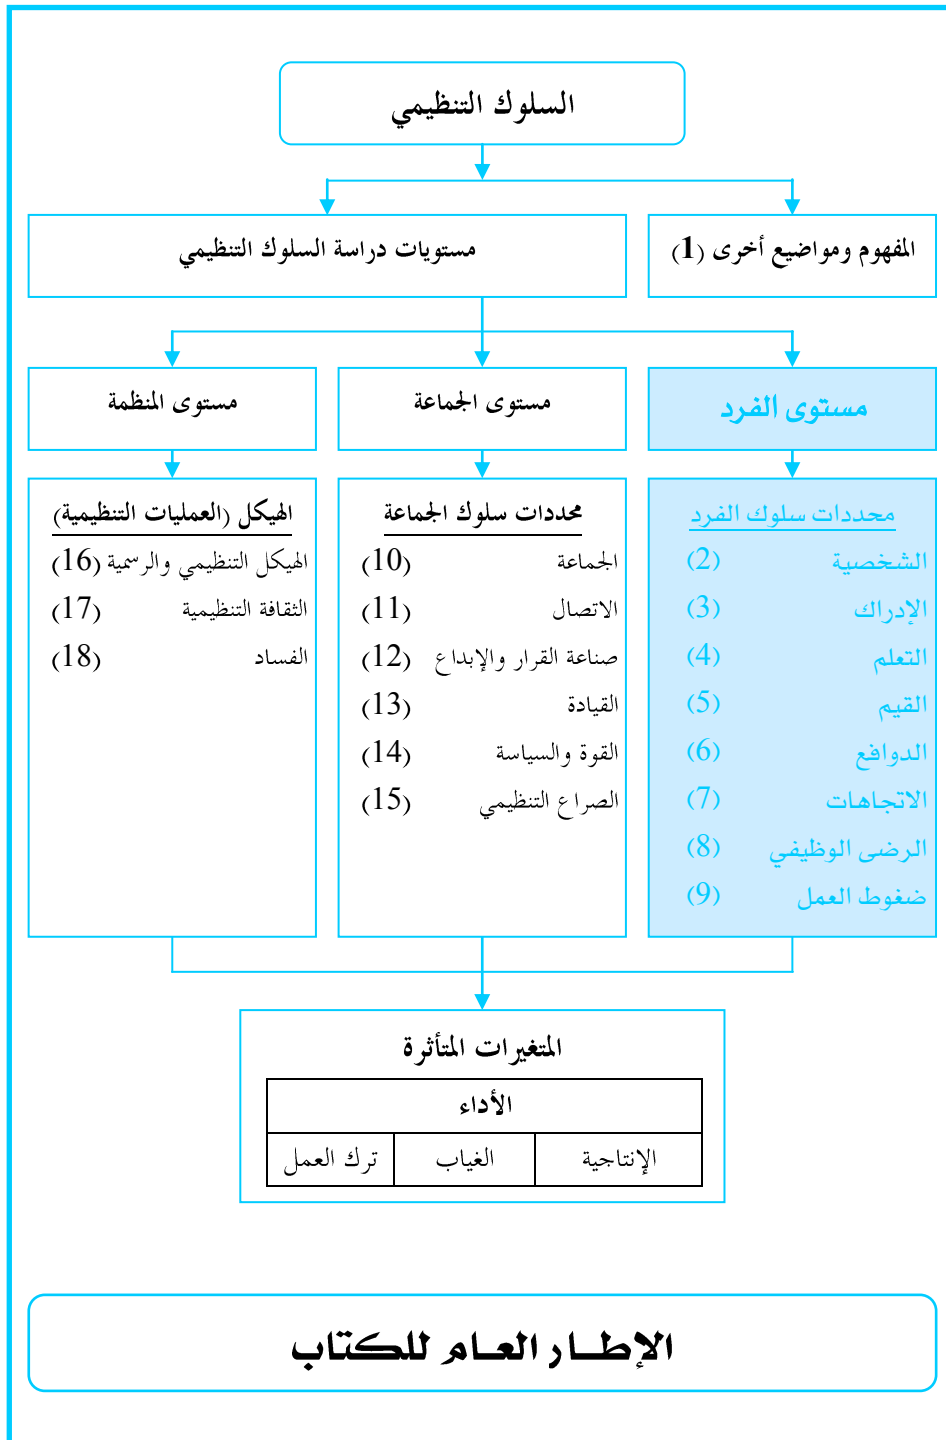 السلوك التنظيمي
المفهوم ومواضيع أخرى (1)
مستويات دراسة السلوك التنظيمي
مستوى الفرد
مستوى الجماعة
مستوى المنظمة
محددات سلوك الفرد
الشخصية (2)
الإدراك (3)
التعلم (4)
القيم (5)
الدوافع (6)
الاتجاهات (7)
الرضى الوظيفي (8)
ضغوط العمل (9)
محددات سلوك الجماعة
الجماعة (10)
الاتصال (11)
صناعة القرار والإبداع (12)
القيادة (13)
القوة والسياسة (14)
الصراع التنظيمي (15)
الهيكل (العمليات التنظيمية)
الهيكل التنظيمي والرسمية (16)
الثقافة التنظيمية (17)
الفساد (18)
المتغيرات المتأثرة
الأداء
الإنتاجية
الغياب
ترك العمل
الإطــار العــام للكتاب